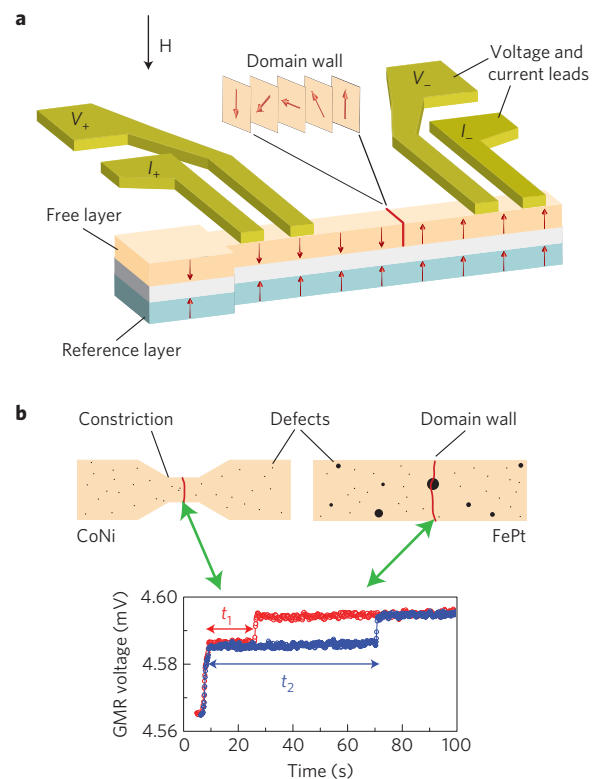 a
H
Domain wall
Voltage and
current leads
V+
V−
I+
I−
Free layer
Reference layer
b
Constriction
Defects
Domain wall
CoNi
FePt
GMR voltage (mV)
4.60
4.58
4.56
t1
t2
0
20
40
60
80
100
Time (s)